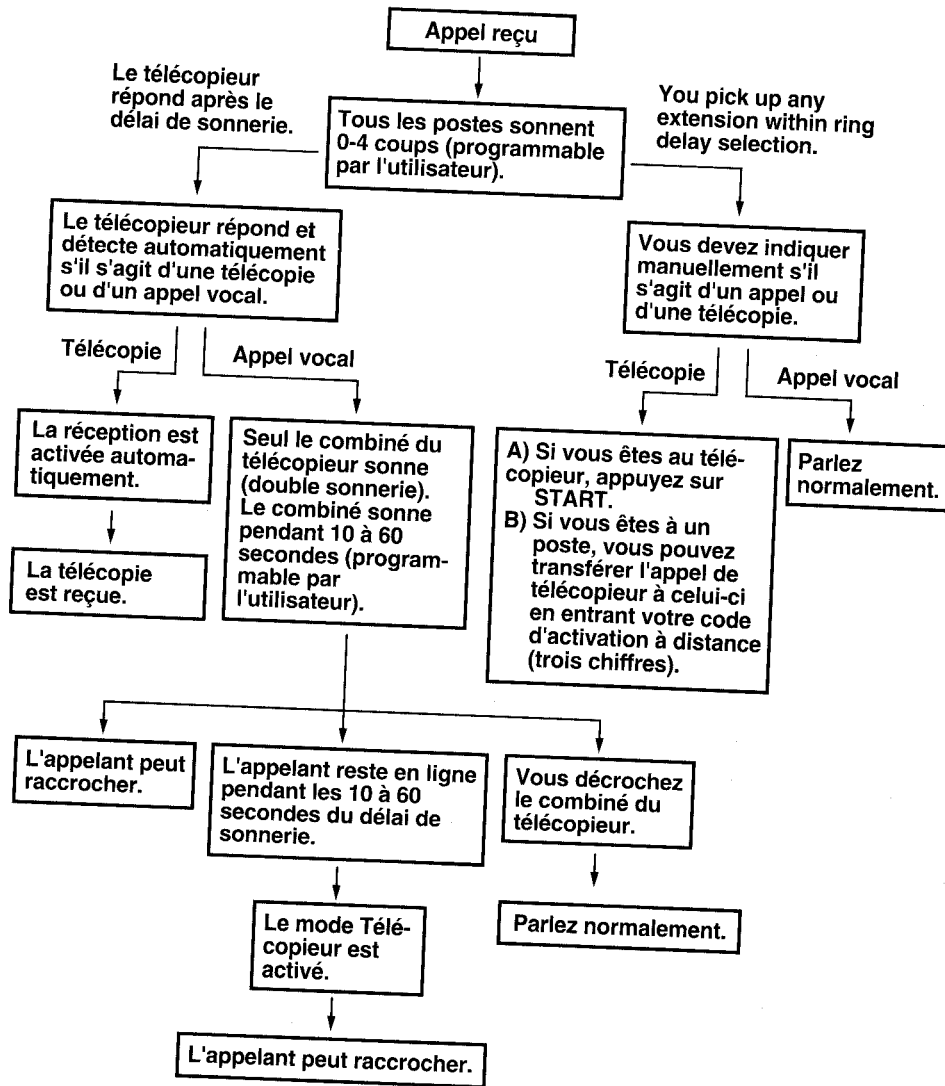 Appel reçu
Le télécopieur
répond après le
délai de sonnerie.
Tous les postes sonnent
0-4 coups (programmable
par l'utilisateur).
You pick up any
extension within ring
delay selection.
Le télécopieur répond et
détecte automatiquement
s'il s'agit d'une télécopie
ou d'un appel vocal.
Vous devez indiquer
manuellement s'il
s'agit d'un appel ou
d'une télécopie.
Télécopie
Appel vocal
Télécopie
Appel vocal
La réception est
activée automa-
tiquement.
Seul le combiné du
télécopieur sonne
(double sonnerie).
Le combiné sonne
pendant 10 à 60
secondes (program-
mable par
l'utilisateur).
A) Si vous êtes au télé-
copieur, appuyez sur
START.
B) Si vous êtes à un
poste, vous pouvez
transférer l'appel de
télécopieur à celui-ci
en entrant votre code
d'activation à distance
(trois chiffres).
Parlez
normalement.
La télécopie
est reçue.
L'appelant peut
raccrocher.
L'appelant reste en ligne
pendant les 10 à 60
secondes du délai de
sonnerie.
Vous décrochez
le combiné du
télécopieur.
Le mode Télé-
copieur est
activé.
Parlez normalement.
L'appelant peut raccrocher.